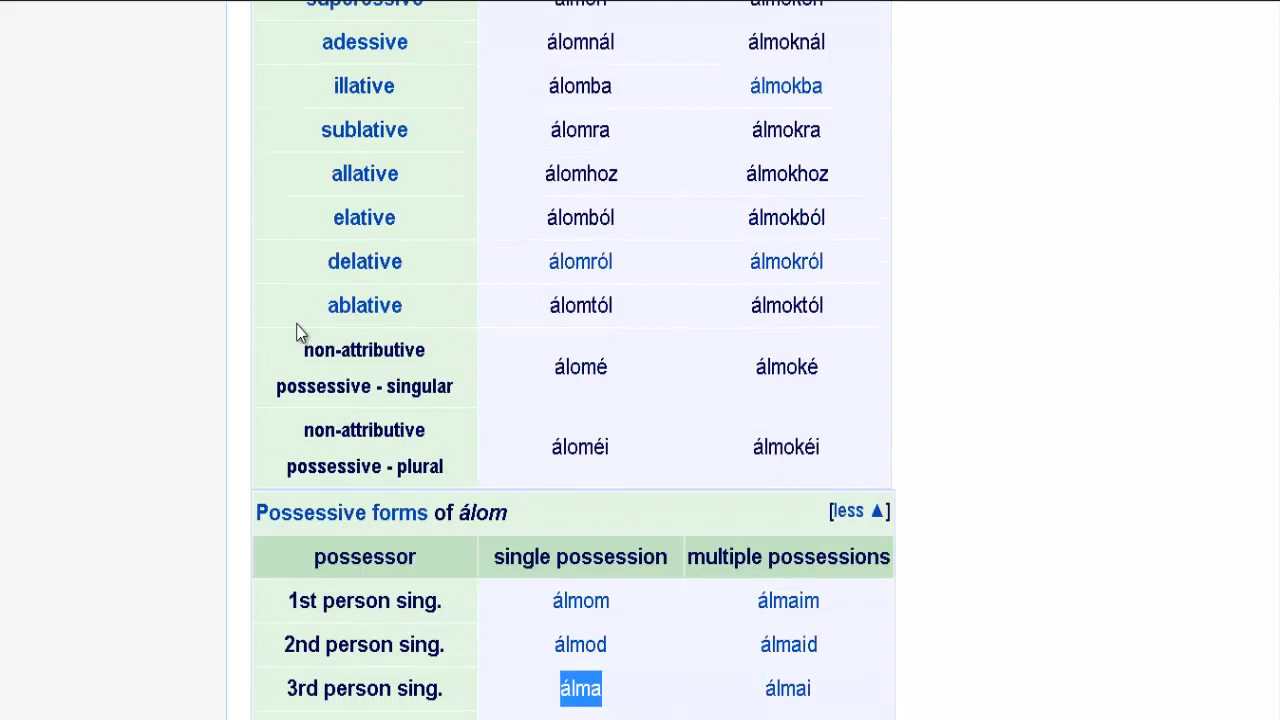 superessive álmon álmokon
adessive álomnál álmoknál
illative álomba álmokba
sublative álomra álmokra
allative álomhoz álmokhoz
elative álomból álmokból
delative álomról álmokról
ablative álomtól álmoktól
non-attributive
possessive - singular álomé álmoké
non-attributive
possessive - plural áloméi álmokéi
Possessive forms of álom [less ▲]
possessor single possession multiple possessions
1st person sing. álmom álmaim
2nd person sing. álmod álmaid
3rd person sing. álma álmai